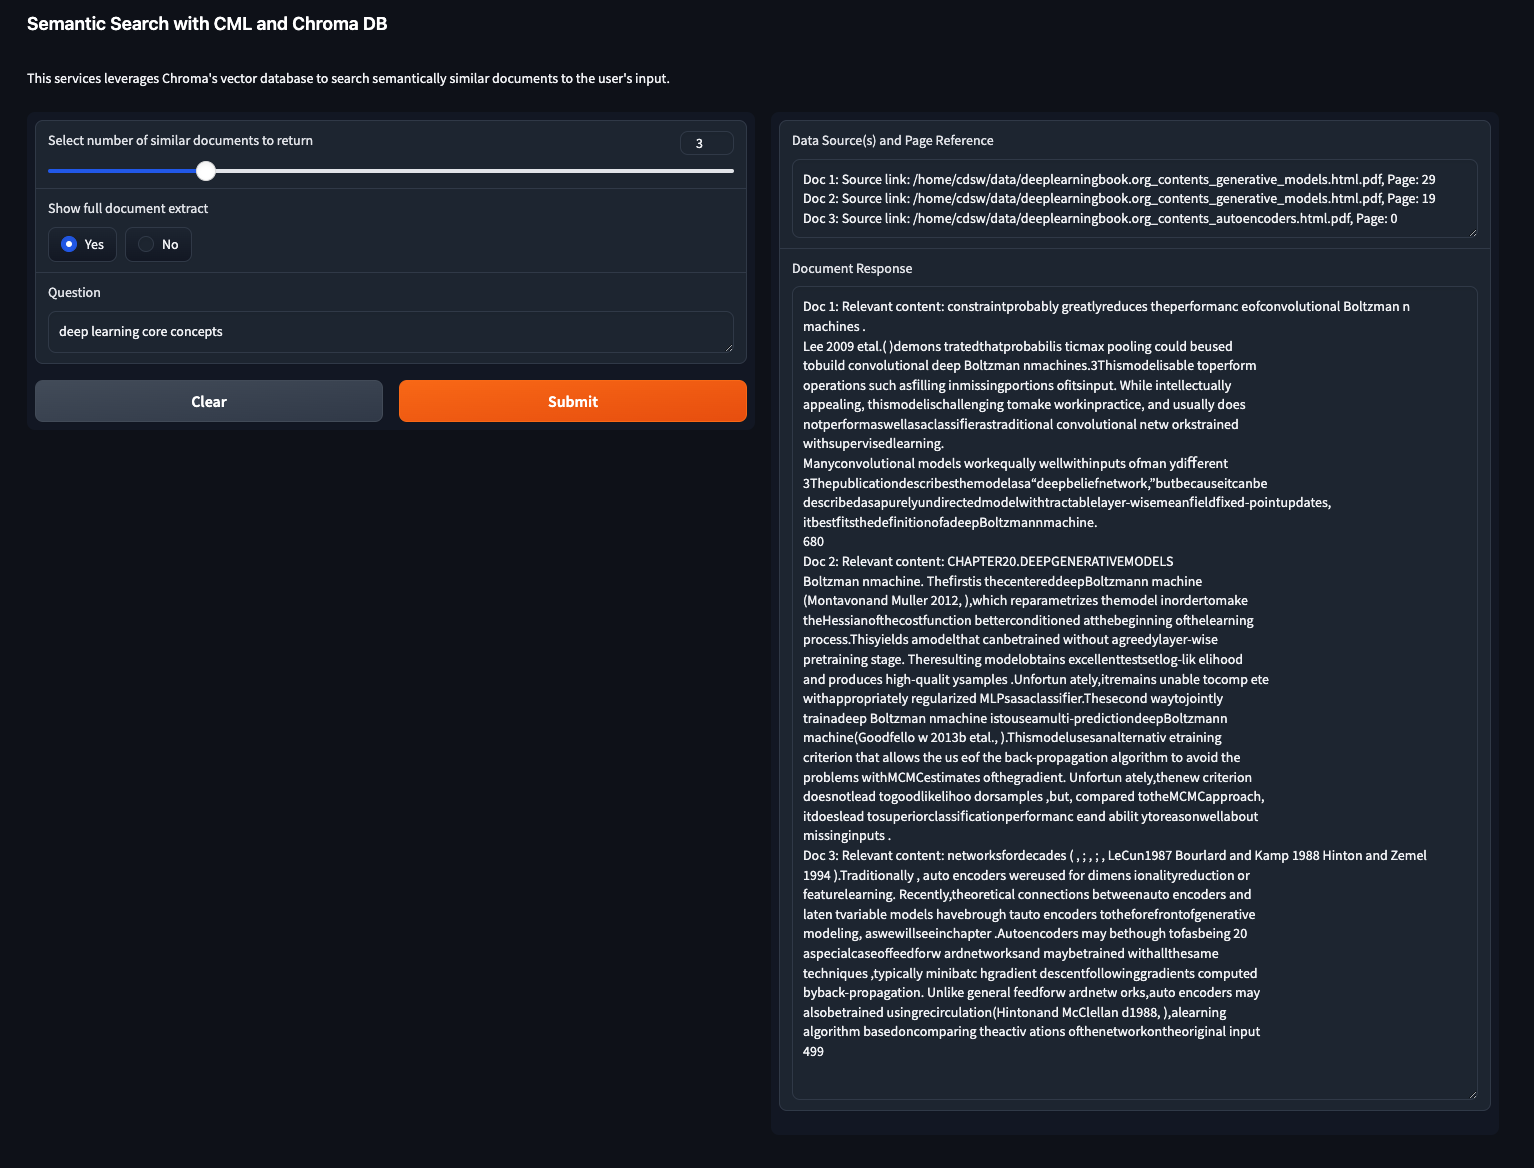 Semantic Search with CML and Chroma DB
This services leverages Chroma's vector database to search semantically similar documents to the user's input.
Select number of similar documents to return
3
Show full document extract
Yes
No
Question
deep learning core concepts
Clear
Submit
Data Source(s) and Page Reference
Doc 1: Source link: /home/cdsw/data/deeplearningbook.org_contents_generative_models.html.pdf, Page: 29
Doc 2: Source link: /home/cdsw/data/deeplearningbook.org_contents_generative_models.html.pdf, Page: 19
Doc 3: Source link: /home/cdsw/data/deeplearningbook.org_contents_autoencoders.html.pdf, Page: 0
Document Response
Doc 1: Relevant content: constraintprobably greatlyreduces theperformanc eofconvolutional Boltzman n
machines .
Lee 2009 etal.( )demons tratedthatprobabilis ticmax pooling could beused
tobuild convolutional deep Boltzman nmachines.3Thismodelisable toperform
operations such asfilling inmissingportions ofitsinput. While intellectually
appealing, thismodelischallenging tomake workinpractice, and usually does
notperformaswellasaclassifierastraditional convolutional netw orkstrained
withsupervisedlearning.
Manyconvolutional models workequally wellwithinputs ofman ydifferent
3Thepublicationdescribesthemodelasa“deepbeliefnetwork,”butbecauseitcanbe
describedasapurelyundirectedmodelwithtractablelayer-wisemeanfieldfixed-pointupdates,
itbestfitsthedefinitionofadeepBoltzmannmachine.
680
Doc 2: Relevant content: CHAPTER20.DEEPGENERATIVEMODELS
Boltzman nmachine. Thefirstis thecentereddeepBoltzmann machine
(Montavonand Muller 2012, ),which reparametrizes themodel inordertomake
theHessianofthecostfunction betterconditioned atthebeginning ofthelearning
process.Thisyields amodelthat canbetrained without agreedylayer-wise
pretraining stage. Theresulting modelobtains excellenttestsetlog-lik elihood
and produces high-qualit ysamples .Unfortun ately,itremains unable tocomp ete
withappropriately regularized MLPsasaclassifier.Thesecond waytojointly
trainadeep Boltzman nmachine istouseamulti-predictiondeepBoltzmann
machine(Goodfello w 2013b etal., ).Thismodelusesanalternativ etraining
criterion that allows the us eof the back-propagation algorithm to avoid the
problems withMCMCestimates ofthegradient. Unfortun ately,thenew criterion
doesnotlead togoodlikelihoo dorsamples ,but, compared totheMCMCapproach,
itdoeslead tosuperiorclassificationperformanc eand abilit ytoreasonwellabout
missinginputs .
Doc 3: Relevant content: networksfordecades ( , ; , ; , LeCun1987 Bourlard and Kamp 1988 Hinton and Zemel
1994 ).Traditionally , auto encoders wereused for dimens ionalityreduction or
featurelearning. Recently,theoretical connections betweenauto encoders and
laten tvariable models havebrough tauto encoders totheforefrontofgenerative
modeling, aswewillseeinchapter .Autoencoders may bethough tofasbeing 20
aspecialcaseoffeedforw ardnetworksand maybetrained withallthesame
techniques ,typically minibatc hgradient descentfollowinggradients computed
byback-propagation. Unlike general feedforw ardnetw orks,auto encoders may
alsobetrained usingrecirculation(Hintonand McClellan d1988, ),alearning
algorithm basedoncomparing theactiv ations ofthenetworkontheoriginal input
499